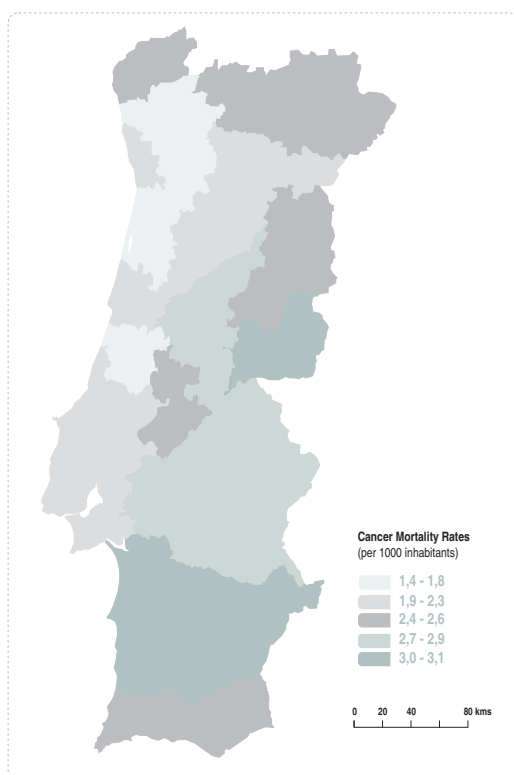 Cancer Mortality Rates
(per 1000 inhabitants)
1,4 - 1,8
1,9 - 2,3
2,4 - 2,6
2,7 - 2,9
3,0 - 3,1
0 20 40 80 kms